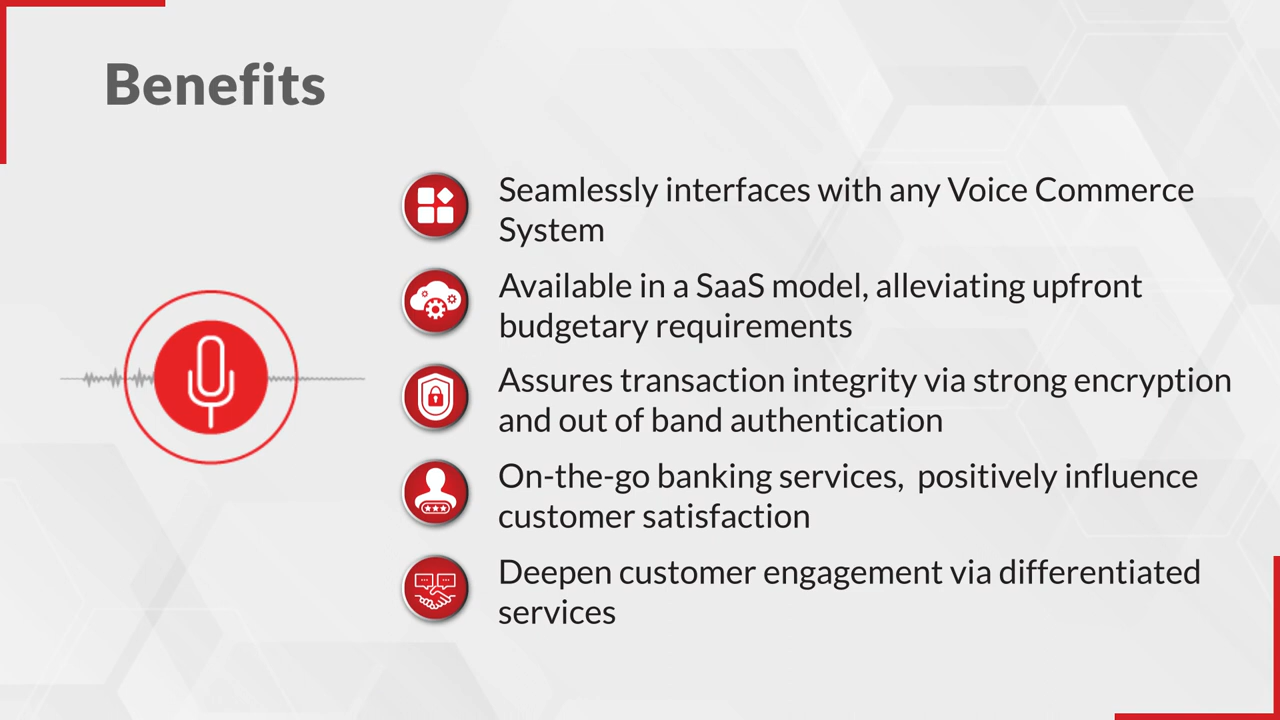 Benefits
Seamlessly interfaces with any Voice Commerce
System
Available in a SaaS model, alleviating upfront
budgetary requirements
Assures transaction integrity via strong encryption
and out of band authentication
On-the-go banking services,  positively influence
customer satisfaction
Deepen customer engagement via differentiated
services